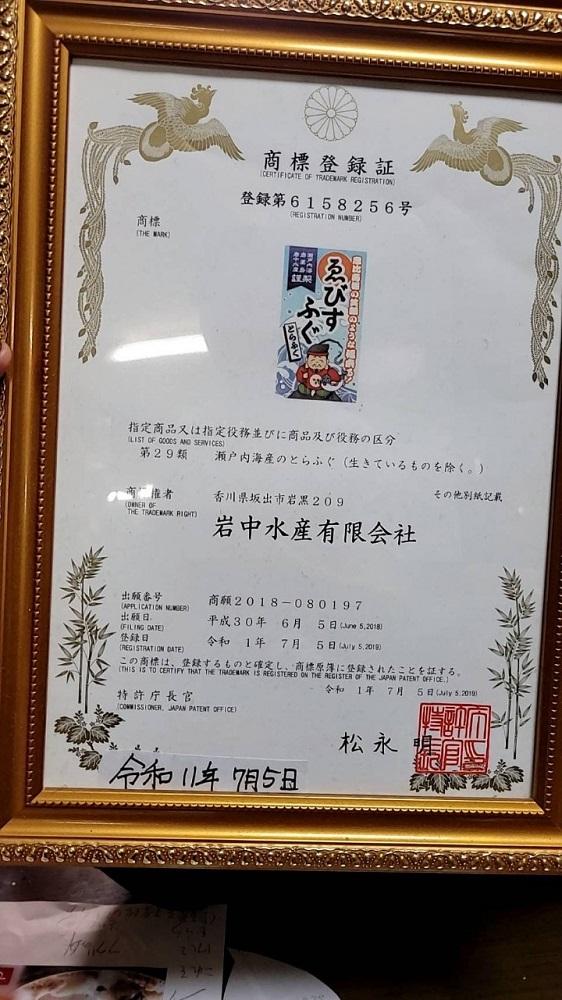 商標登録証
(CERTIFICATE OF TRADEMARK REGISTRATION)
登録第6158256号
(REGISTRATION NUMBER)
商標
(THE MARK)
ゑびす
ふぐ
とらふぐ
指定商品又は指定役務並びに商品及び役務の区分
(LIST OF GOODS AND SERVICES)
第29類 瀬戸内海産のとらふぐ(生きているものを除く。)
商標権者 香川県坂出市岩黒209 その他別紙記載
(OWNER OF
THE TRADEMARK RIGHT)
岩中水産有限会社
出願番号 商願2018-080197
(APPLICATION NUMBER)
出願日 平成30年 6月 5日(June 5,2018)
(FILING DATE)
登録日 令和 1年 7月 5日(July 5,2019)
(REGISTRATION DATE)
この商標は、登録するものと確定し、商標原簿に登録されたことを証する。
(THIS IS TO CERTIFY THAT THE TRADEMARK IS REGISTERED ON THE REGISTER OF THE JAPAN PATENT OFFICE.)
令和 1年 7月 5日(July 5,2019)
特許庁長官
(COMMISSIONER, JAPAN PATENT OFFICE)
松永 明
令和11年7月5日